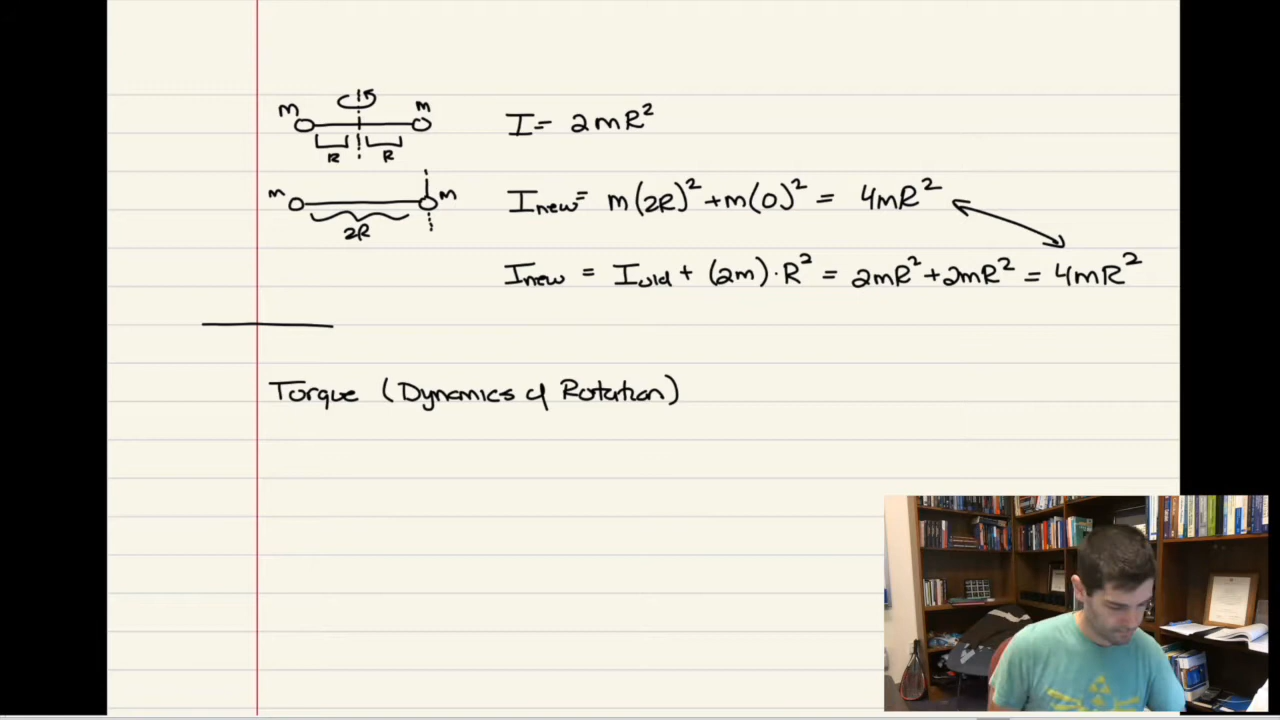 m m I = 2mR²
R R
m m I_new = m(2R)² + m(0)² = 4mR²
2R
I_new = I_old + (2m)·R² = 2mR² + 2mR² = 4mR²
Torque (Dynamics of Rotation)